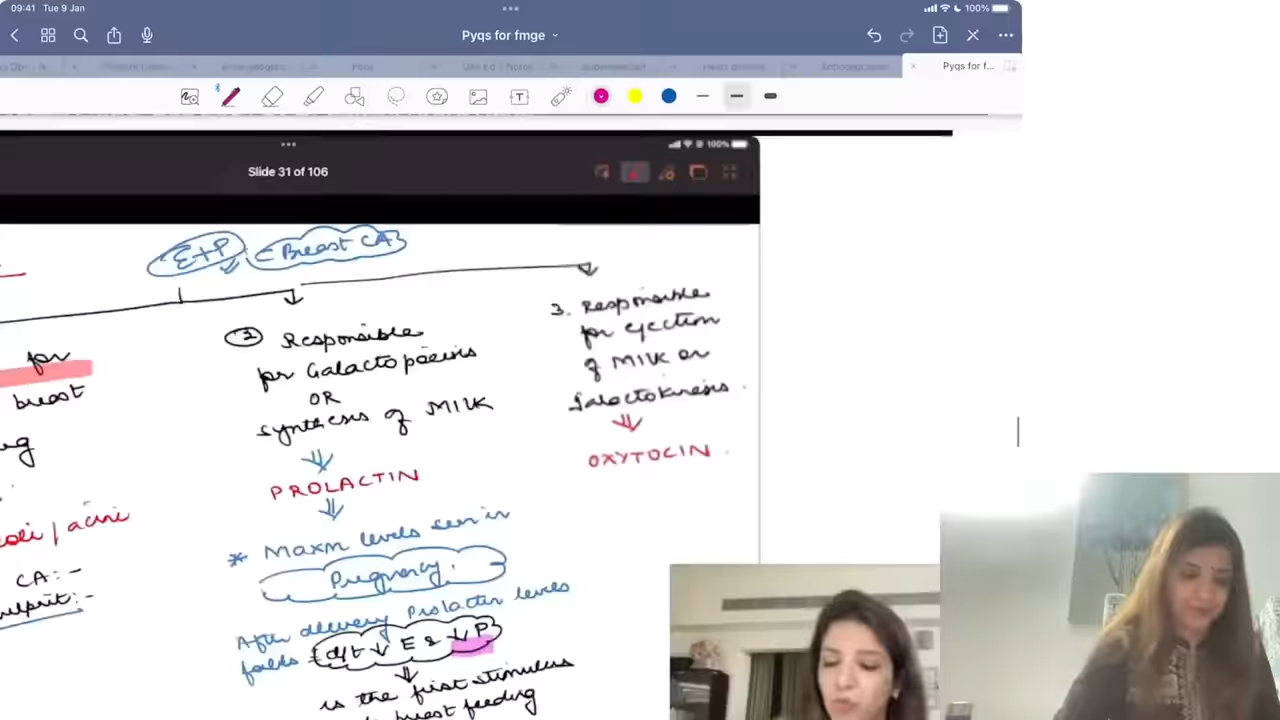 09:41 Tue 9 Jan
100%
Pyqs for fmge
Pyqs for f...
T
100%
Slide 31 of 106
E+P
Breast CA
for
breast
② Responsible
for Galactopoiesis
OR
synthesis of MILK
PROLACTIN
* Maxm levels seen in
Pregnancy.
After delivery Prolactin levels
falls d/t ↓ E & ↓ P
is the first stimulus
breast feeding
3. Responsible
for ejection
of MILK or
Galactokinesis.
OXYTOCIN
/ acini
CA:-